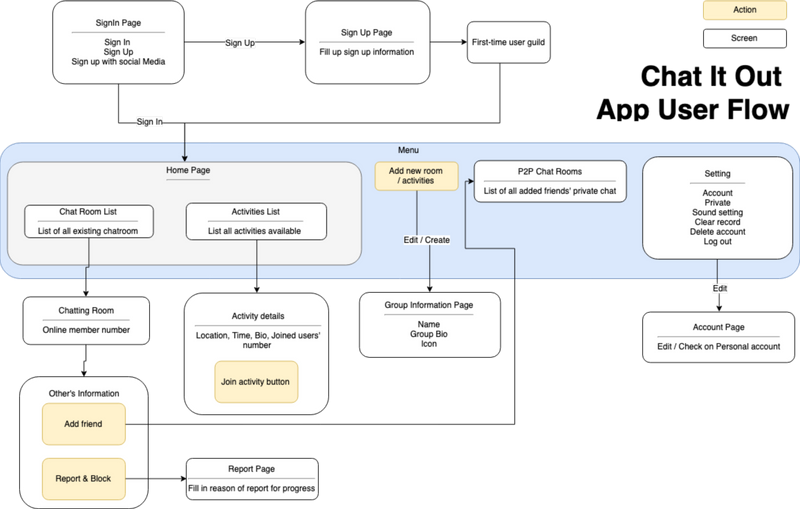 SignIn Page
Sign In
Sign Up
Sign up with social Media
Sign Up
Sign Up Page
Fill up sign up information
First-time user guild
Action
Screen
Chat It Out
App User Flow
Sign In
Menu
Home Page
Chat Room List
List of all existing chatroom
Activities List
List all activities available
Add new room
/ activities
Edit / Create
P2P Chat Rooms
List of all added friends' private chat
Setting
Account
Private
Sound setting
Clear record
Delete account
Log out
Edit
Chatting Room
Online member number
Activity details
Location, Time, Bio, Joined users'
number
Join activity button
Group Information Page
Name
Group Bio
Icon
Account Page
Edit / Check on Personal account
Other's Information
Add friend
Report & Block
Report Page
Fill in reason of report for progress